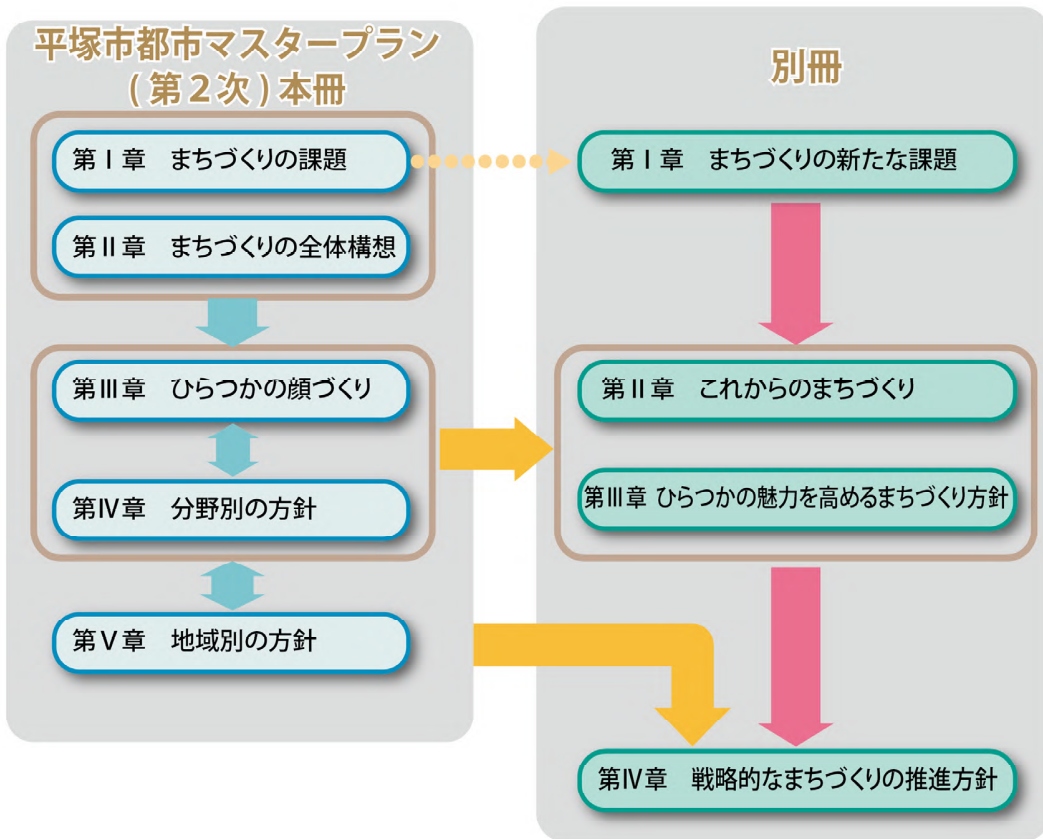 平塚市都市マスタープラン
(第２次)本冊
第Ⅰ章　まちづくりの課題
第Ⅱ章　まちづくりの全体構想
第Ⅲ章　ひらつかの顔づくり
第Ⅳ章　分野別の方針
第Ⅴ章　地域別の方針
別冊
第Ⅰ章　まちづくりの新たな課題
第Ⅱ章　これからのまちづくり
第Ⅲ章 ひらつかの魅力を高めるまちづくり方針
第Ⅳ章　戦略的なまちづくりの推進方針